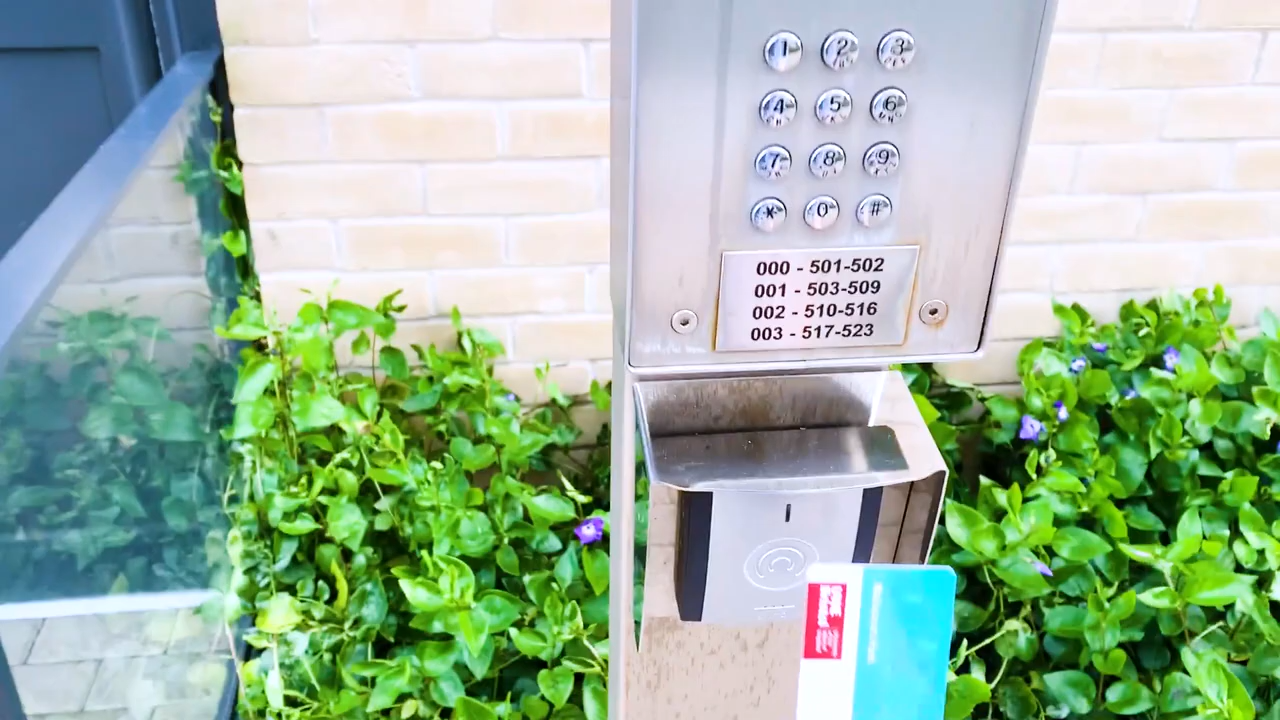 1 2 3
4 5 6
7 8 9
* 0 #
000 - 501-502
001 - 503-509
002 - 510-516
003 - 517-523